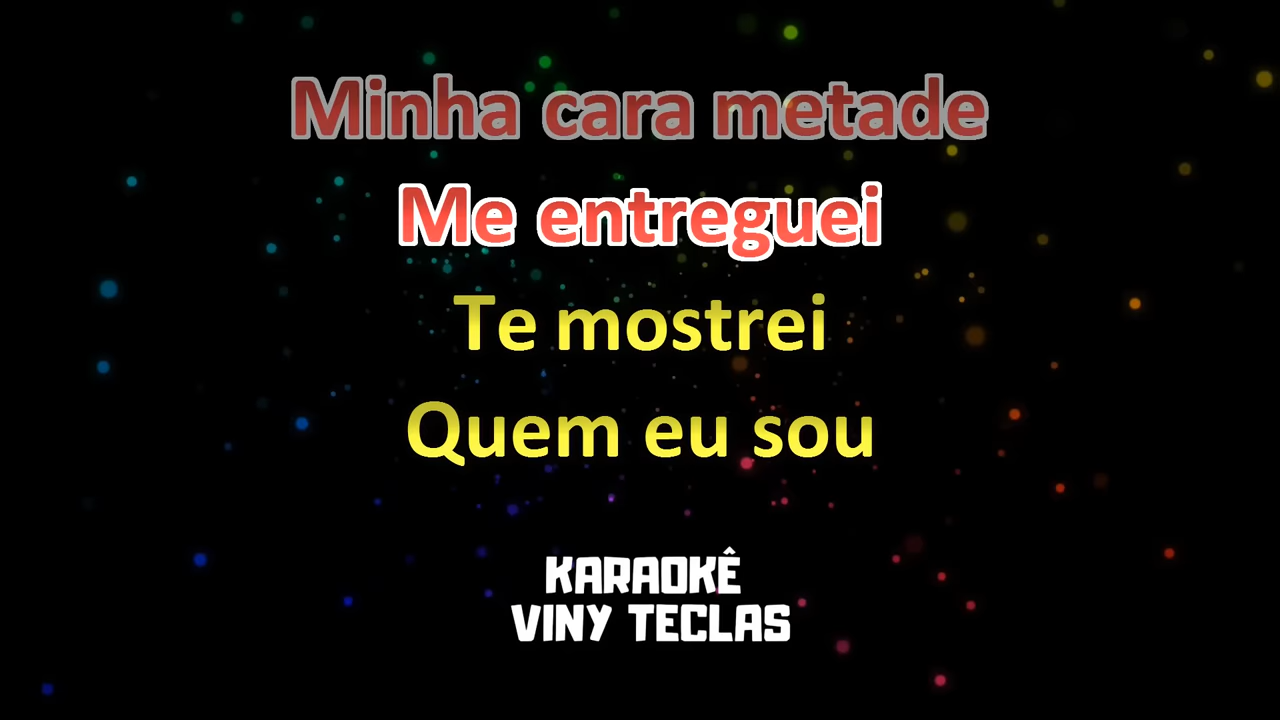 Minha cara metade
Me entreguei
Te mostrei
Quem eu sou
KARAOKÊ
VINY TECLAS